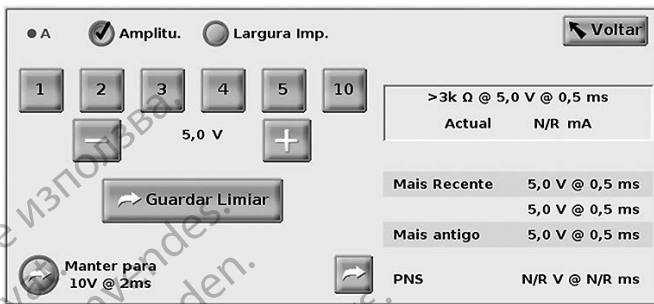 A Amplitu. Largura Imp. Voltar
1 2 3 4 5 10
5,0 V
>3k Ω @ 5,0 V @ 0,5 ms
Actual N/R mA
Guardar Limiar
Mais Recente 5,0 V @ 0,5 ms
5,0 V @ 0,5 ms
Mais antigo 5,0 V @ 0,5 ms
Manter para
10V @ 2ms
PNS N/R V @ N/R ms